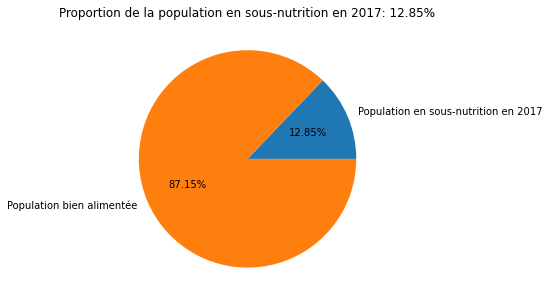 Proportion de la population en sous-nutrition en 2017: 12.85%
Population en sous-nutrition en 2017
12.85%
87.15%
Population bien alimentée